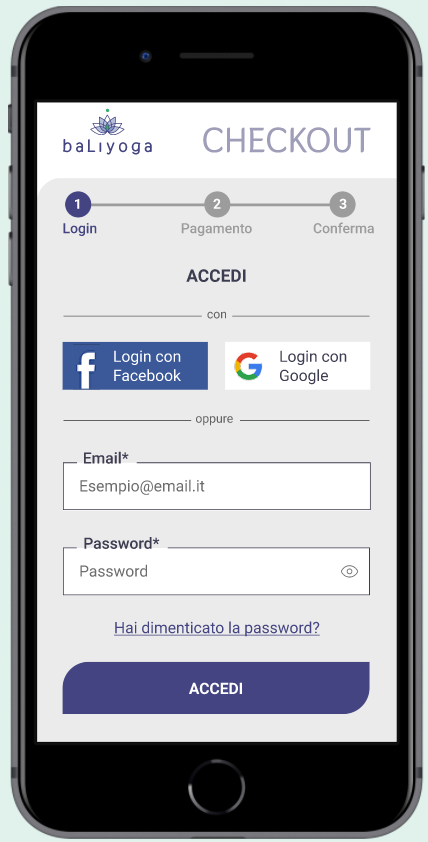 baLiyoga
CHECKOUT
1 2 3
Login Pagamento Conferma
ACCEDI
con
Login con
Facebook
Login con
Google
oppure
Email*
Esempio@email.it
Password*
Password
Hai dimenticato la password?
ACCEDI